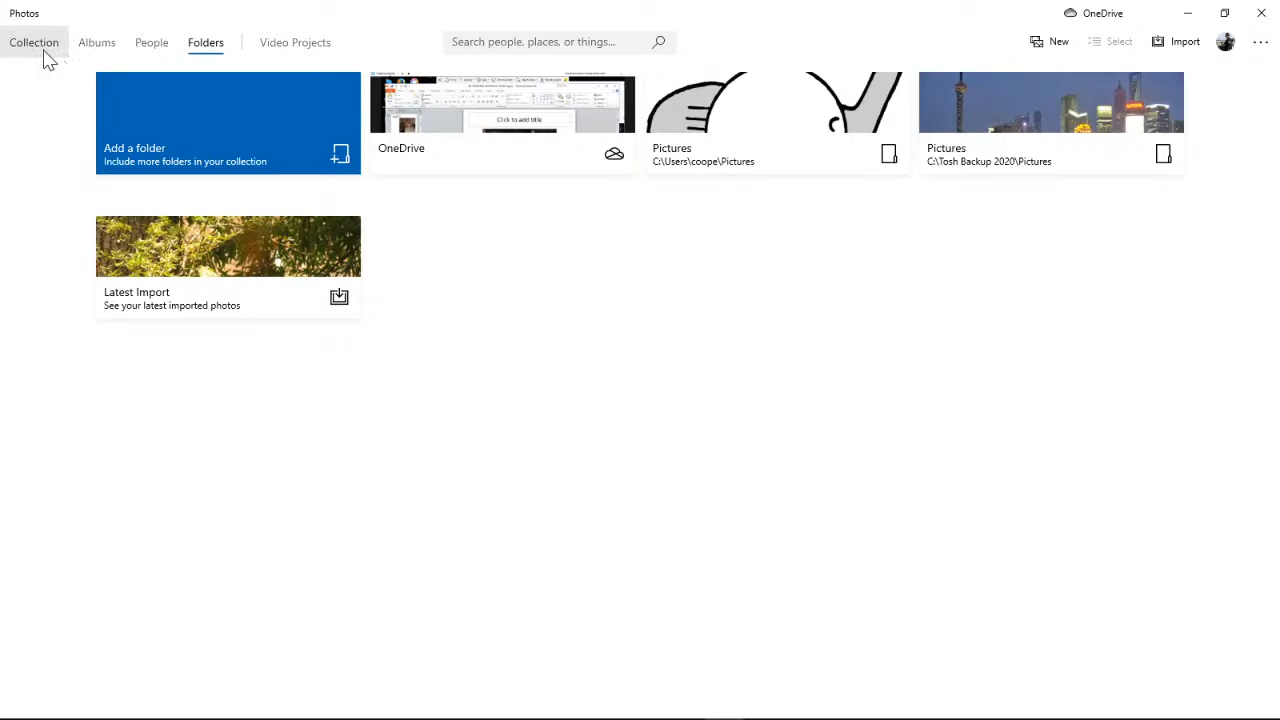 Photos
OneDrive
Collection Albums People Folders Video Projects
Search people, places, or things...
New Select Import
Add a folder
Include more folders in your collection
Click to add title
OneDrive
Pictures
C:\Users\coope\Pictures
Pictures
C:\Tosh Backup 2020\Pictures
Latest Import
See your latest imported photos